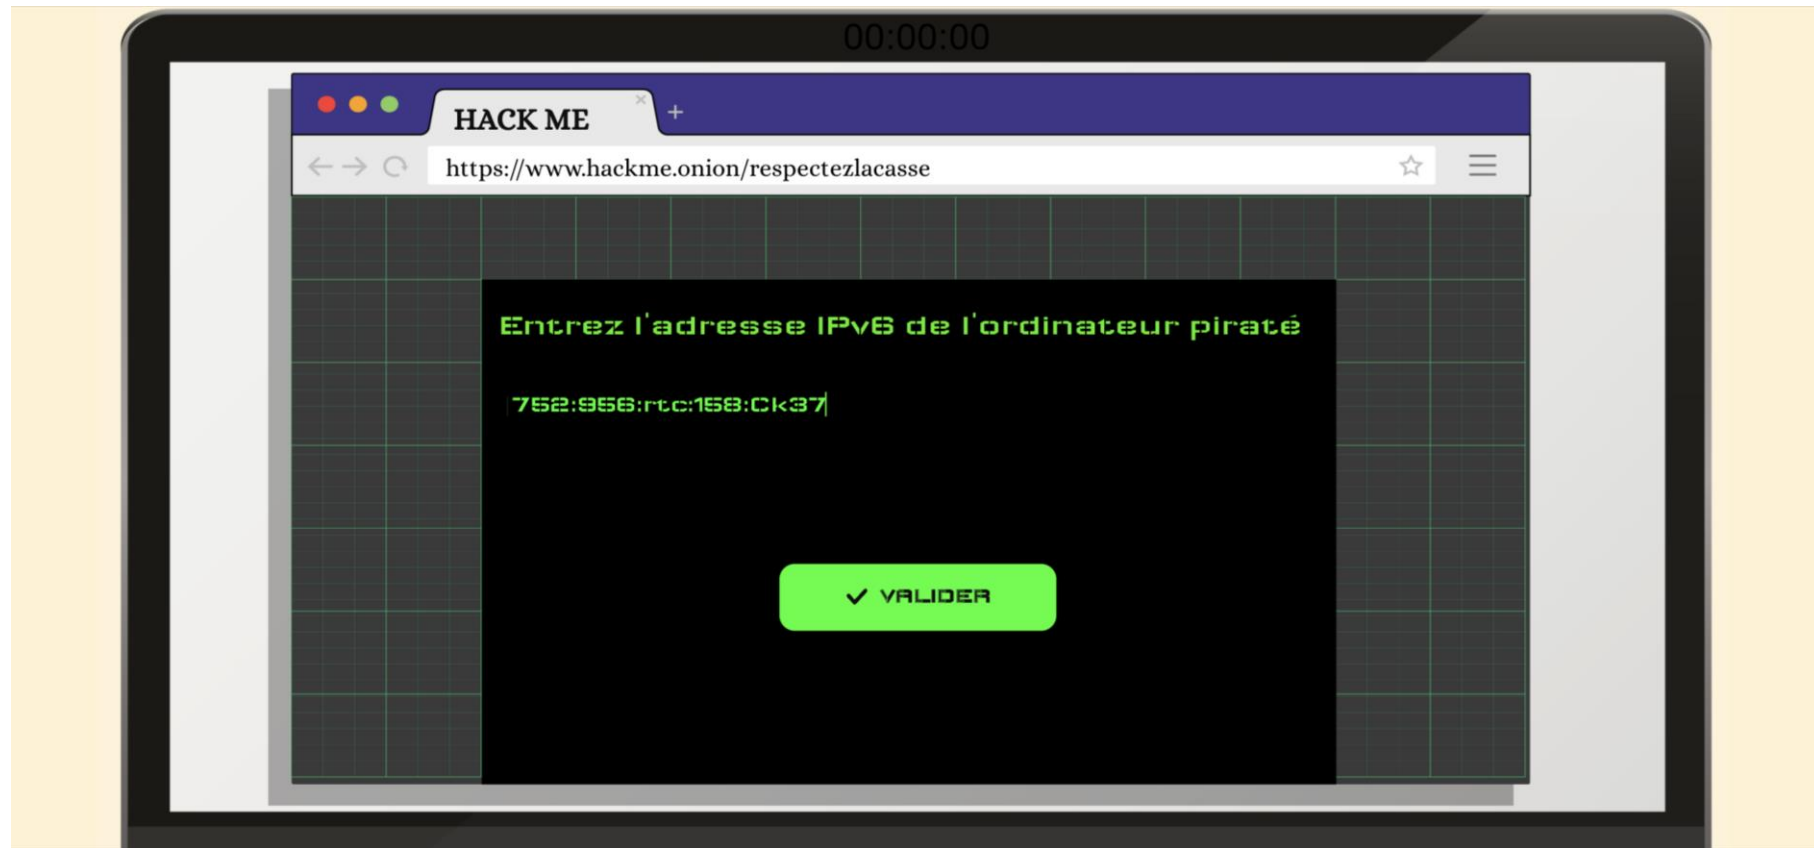 00:00:00
HACK ME
https://www.hackme.onion/respectezlacasse
Entrez l'adresse IPv6 de l'ordinateur piraté
752:956:rtc:158:Ck37
VALIDER